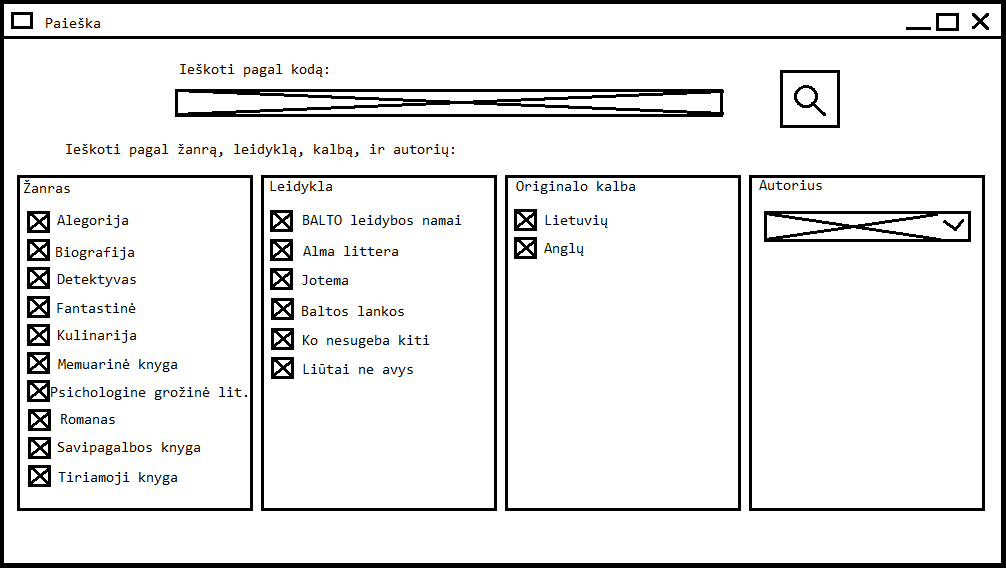 Paieška
Ieškoti pagal kodą:
Ieškoti pagal žanrą, leidyklą, kalbą, ir autorių:
Žanras
Alegorija
Biografija
Detektyvas
Fantastinė
Kulinarija
Memuarinė knyga
Psichologine grožinė lit.
Romanas
Savipagalbos knyga
Tiriamoji knyga
Leidykla
BALTO leidybos namai
Alma littera
Jotema
Baltos lankos
Ko nesugeba kiti
Liūtai ne avys
Originalo kalba
Lietuvių
Anglų
Autorius